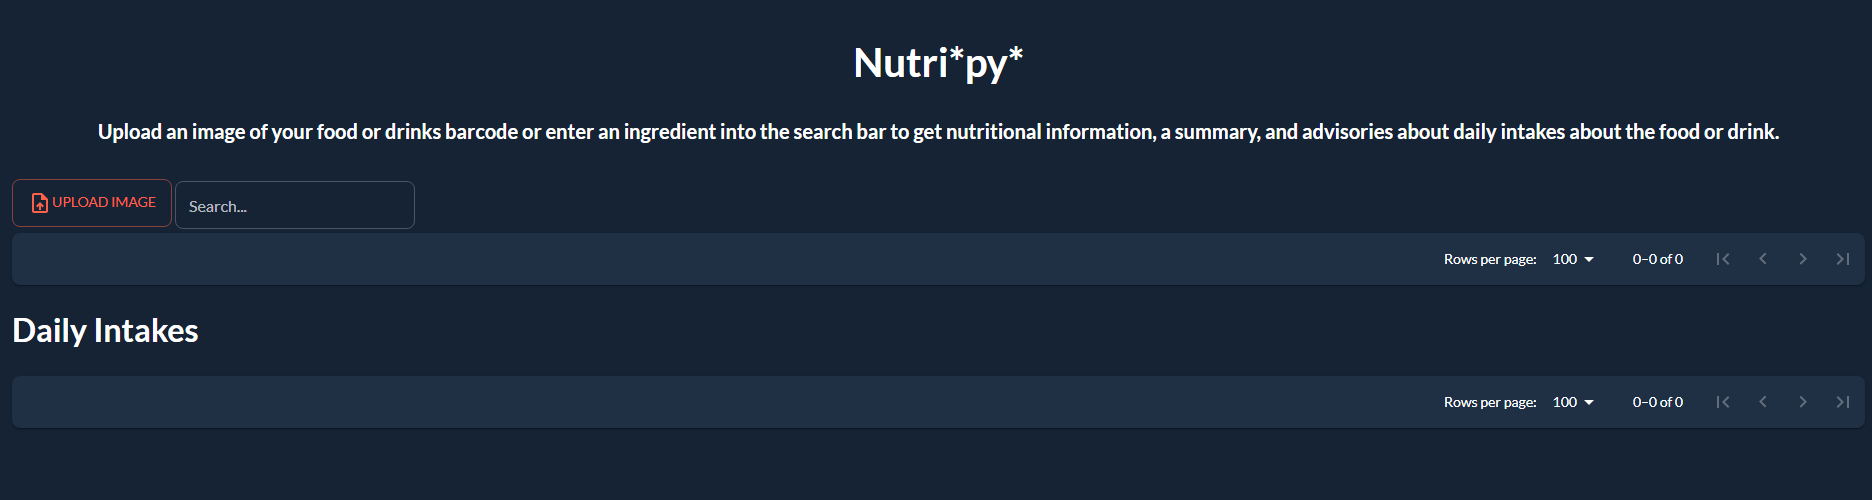 Nutri*py*
Upload an image of your food or drinks barcode or enter an ingredient into the search bar to get nutritional information, a summary, and advisories about daily intakes about the food or drink.
UPLOAD IMAGE Search...
Rows per page: 100 0–0 of 0
Daily Intakes
Rows per page: 100 0–0 of 0